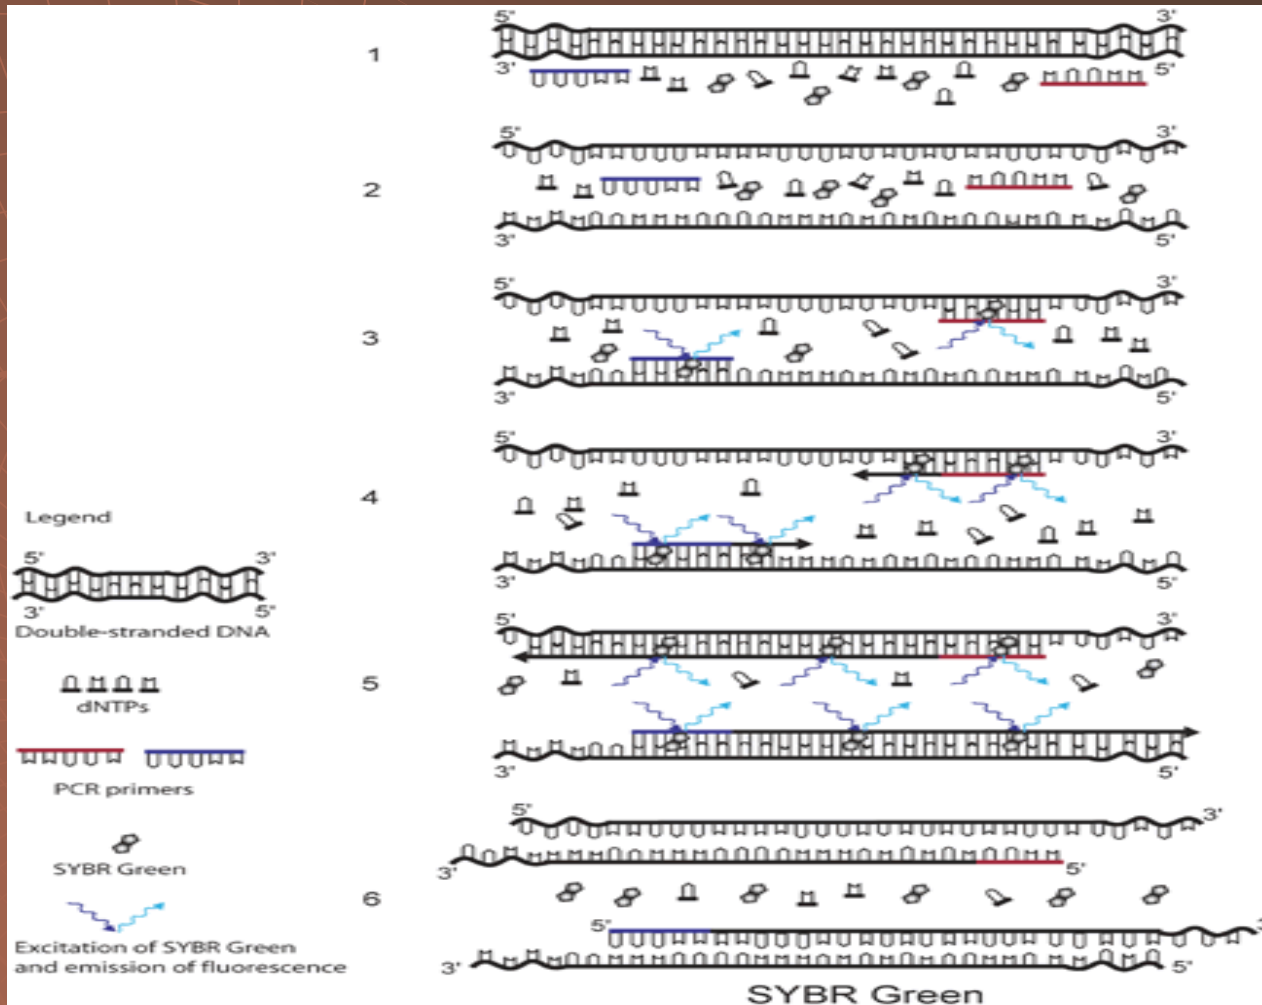 5' 3'
1
3' 5'
5' 3'
2
3' 5'
5' 3'
3
3' 5'
5' 3'
4
3' 5'
Legend
5' 3'
3' 5'
Double-stranded DNA
dNTPs
PCR primers
SYBR Green
Excitation of SYBR Green
and emission of fluorescence
5' 3'
5
3' 5'
5' 3'
3' 5'
6
5' 3
3' 5'
SYBR Green